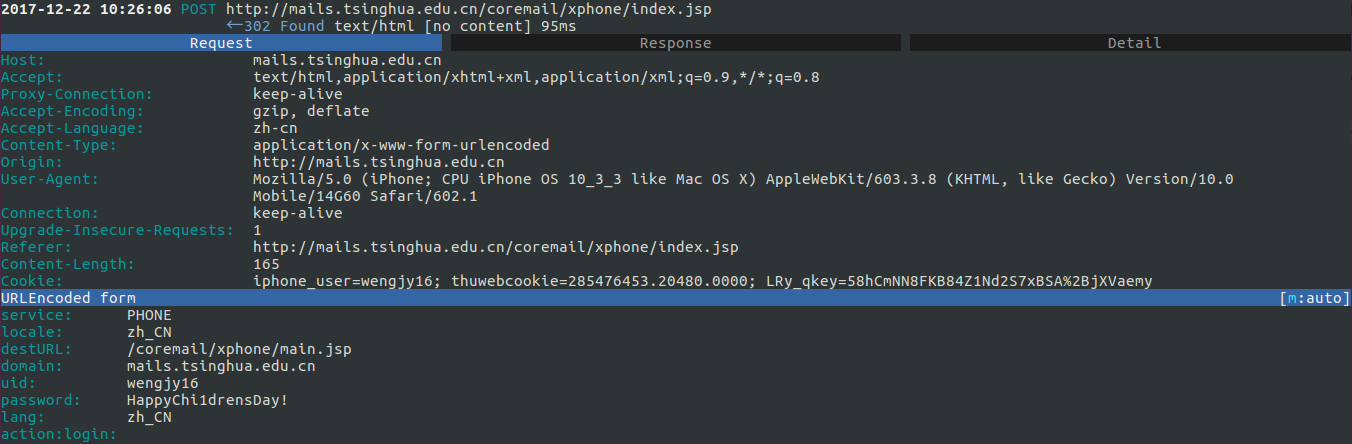 2017-12-22 10:26:06 POST http://mails.tsinghua.edu.cn/coremail/xphone/index.jsp
←302 Found text/html [no content] 95ms
Request Response Detail
Host: mails.tsinghua.edu.cn
Accept: text/html,application/xhtml+xml,application/xml;q=0.9,*/*;q=0.8
Proxy-Connection: keep-alive
Accept-Encoding: gzip, deflate
Accept-Language: zh-cn
Content-Type: application/x-www-form-urlencoded
Origin: http://mails.tsinghua.edu.cn
User-Agent: Mozilla/5.0 (iPhone; CPU iPhone OS 10_3_3 like Mac OS X) AppleWebKit/603.3.8 (KHTML, like Gecko) Version/10.0
Mobile/14G60 Safari/602.1
Connection: keep-alive
Upgrade-Insecure-Requests: 1
Referer: http://mails.tsinghua.edu.cn/coremail/xphone/index.jsp
Content-Length: 165
Cookie: iphone_user=wengjy16; thuwebcookie=285476453.20480.0000; LRy_qkey=58hCmNN8FKB84Z1Nd2S7xBSA%2BjXVaemy
URLEncoded form [m:auto]
service: PHONE
locale: zh_CN
destURL: /coremail/xphone/main.jsp
domain: mails.tsinghua.edu.cn
uid: wengjy16
password: HappyChi1drensDay!
lang: zh_CN
action:login: